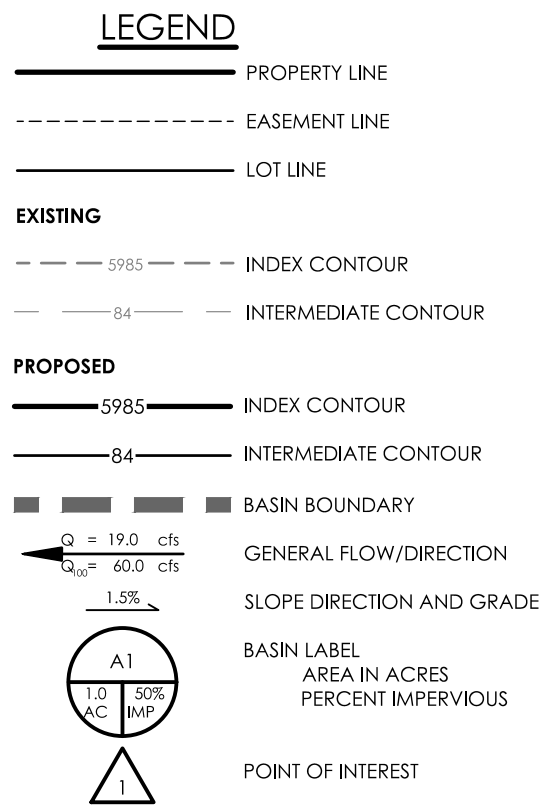 LEGEND
PROPERTY LINE
EASEMENT LINE
LOT LINE
EXISTING
5985 INDEX CONTOUR
84 INTERMEDIATE CONTOUR
PROPOSED
5985 INDEX CONTOUR
84 INTERMEDIATE CONTOUR
BASIN BOUNDARY
Q = 19.0 cfs
Q100= 60.0 cfs
GENERAL FLOW/DIRECTION
1.5%
SLOPE DIRECTION AND GRADE
A1
1.0 AC
50% IMP
BASIN LABEL
AREA IN ACRES
PERCENT IMPERVIOUS
1
POINT OF INTEREST